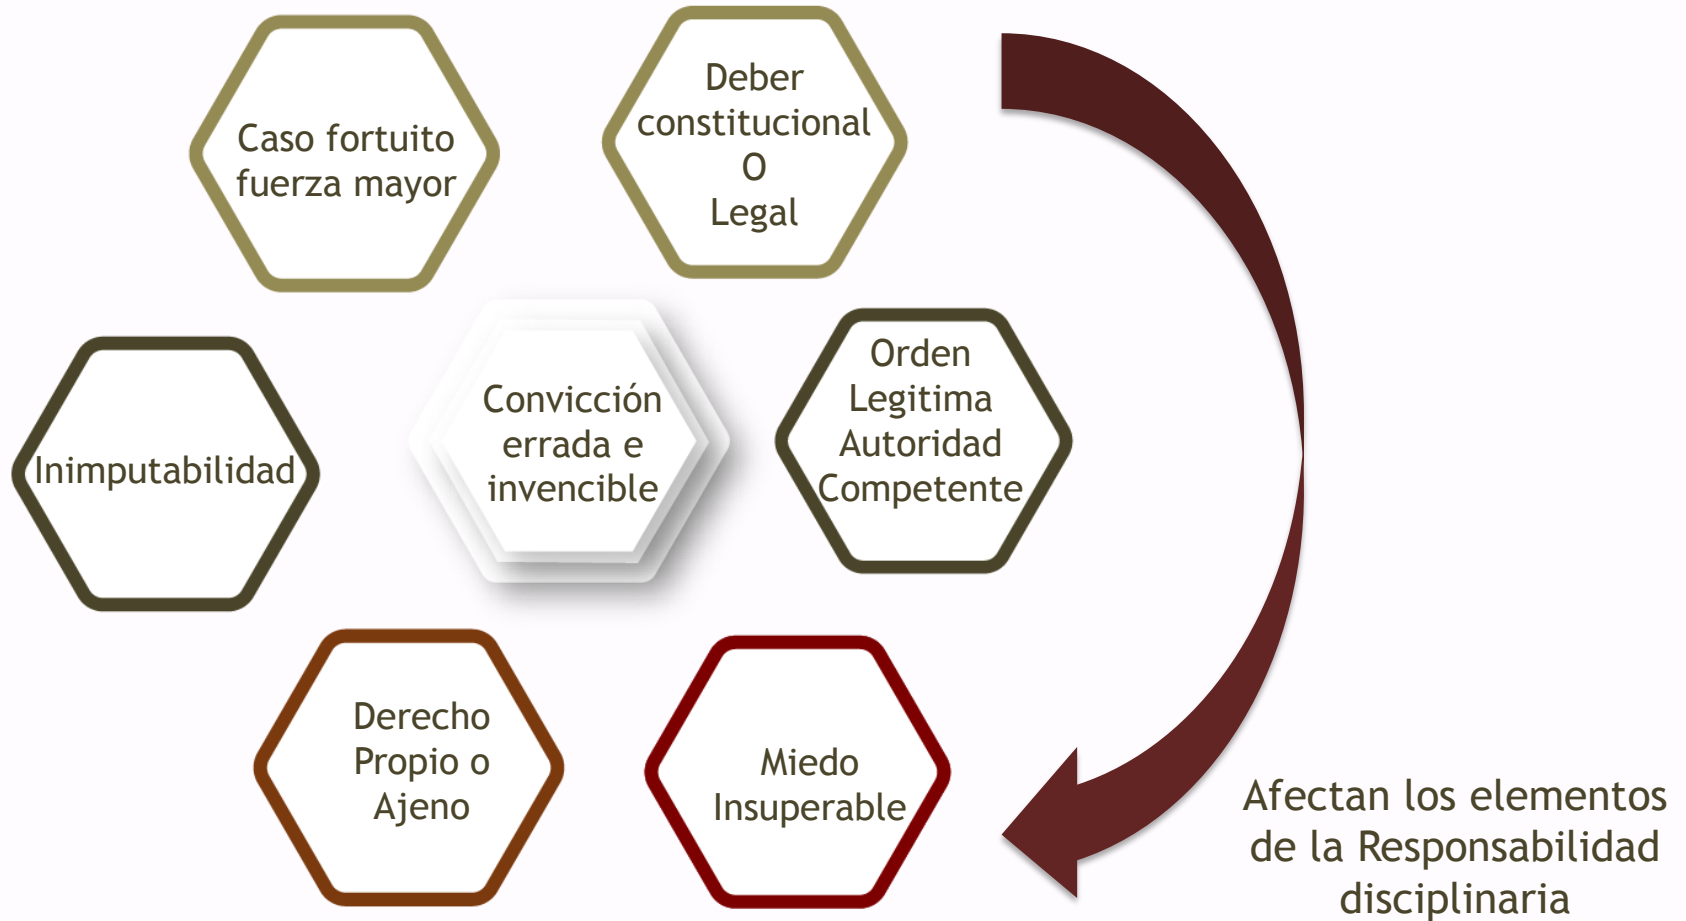 Caso fortuito
fuerza mayor
Deber
constitucional
O
Legal
Inimputabilidad
Convicción
errada e
invencible
Orden
Legitima
Autoridad
Competente
Derecho
Propio o
Ajeno
Miedo
Insuperable
Afectan los elementos
de la Responsabilidad
disciplinaria